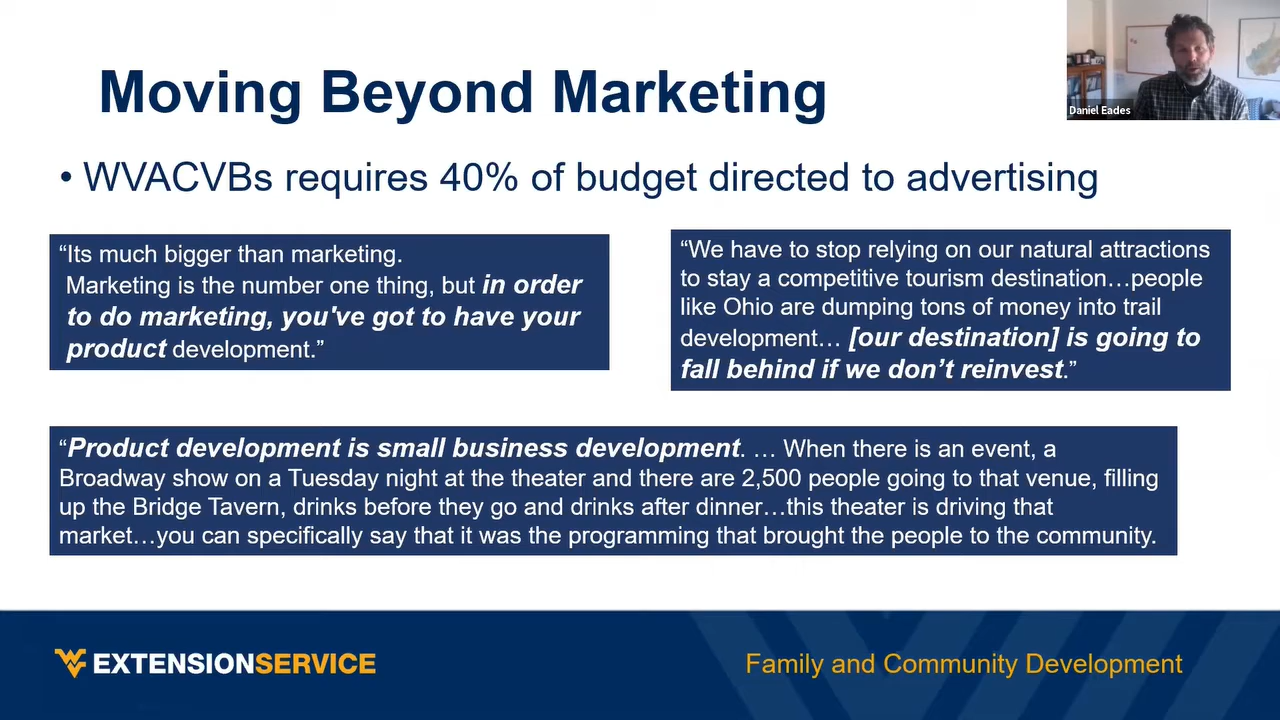 Moving Beyond Marketing
Daniel Eades
• WVACVBs requires 40% of budget directed to advertising
“Its much bigger than marketing.
Marketing is the number one thing, but in order
to do marketing, you've got to have your
product development.”
“We have to stop relying on our natural attractions
to stay a competitive tourism destination…people
like Ohio are dumping tons of money into trail
development… [our destination] is going to
fall behind if we don’t reinvest.”
“Product development is small business development. … When there is an event, a
Broadway show on a Tuesday night at the theater and there are 2,500 people going to that venue, filling
up the Bridge Tavern, drinks before they go and drinks after dinner…this theater is driving that
market…you can specifically say that it was the programming that brought the people to the community.
WV EXTENSIONSERVICE
Family and Community Development